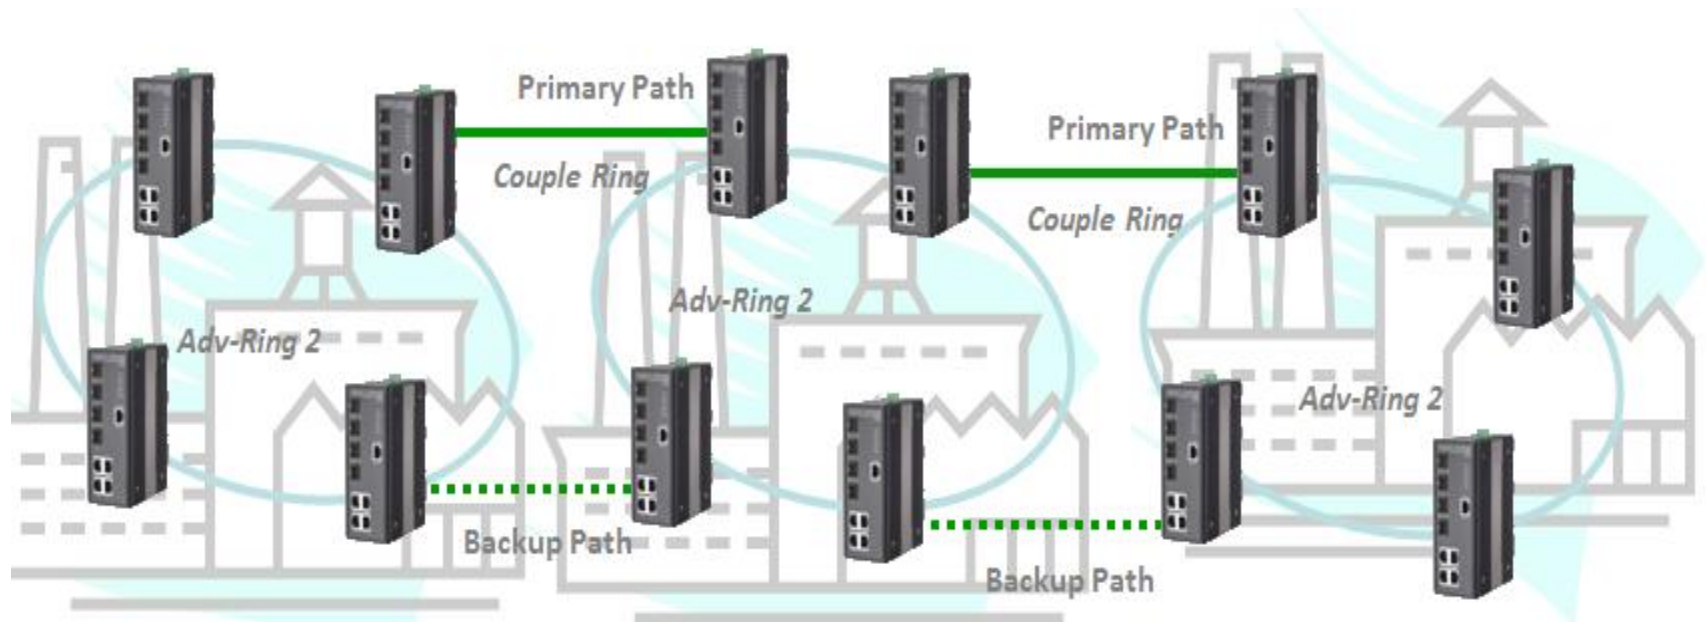 Primary Path
Primary Path
Couple Ring
Couple Ring
Adv-Ring 2
Adv-Ring 2
Adv-Ring 2
Backup Path
Backup Path